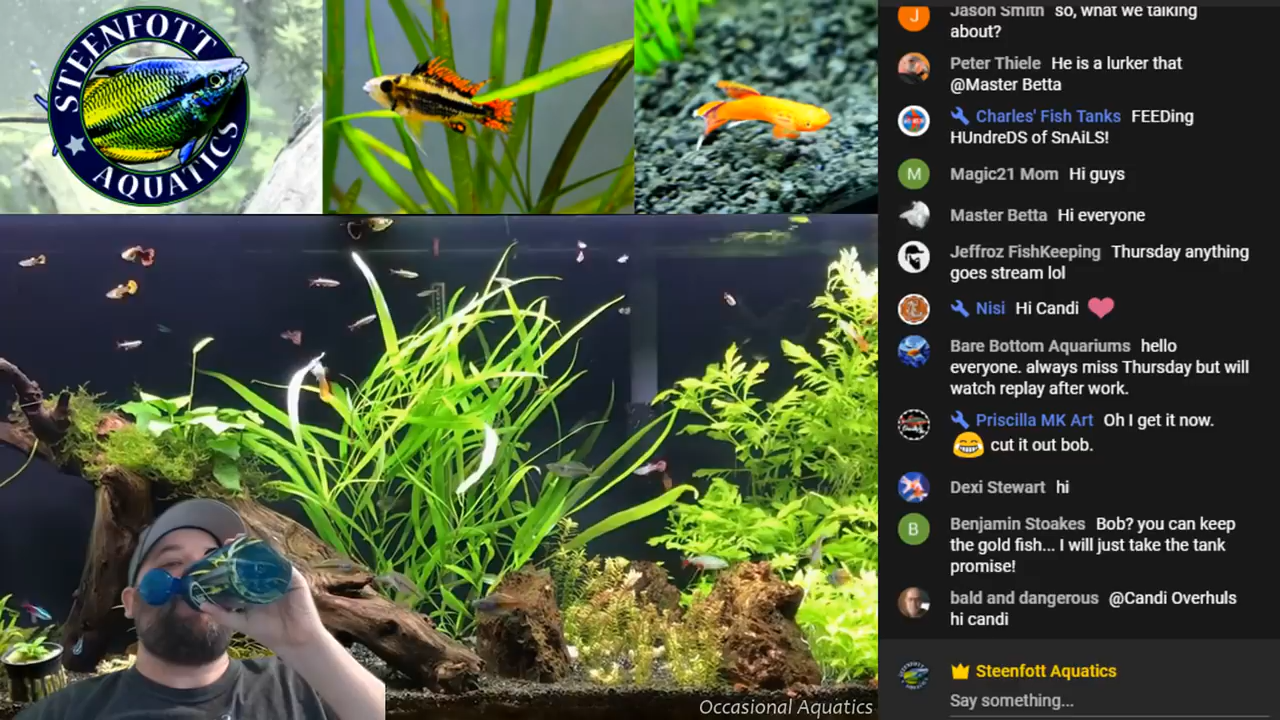 STEENFOTT
AQUATICS
Occasional Aquatics
J
Jason Smith so, what we talking
about?
Peter Thiele He is a lurker that
@Master Betta
Charles' Fish Tanks FEEDing
HUndreDS of SnAiLS!
M
Magic21 Mom Hi guys
Master Betta Hi everyone
Jeffroz FishKeeping Thursday anything
goes stream lol
Nisi Hi Candi
Bare Bottom Aquariums hello
everyone. always miss Thursday but will
watch replay after work.
Priscilla MK Art Oh I get it now.
cut it out bob.
Dexi Stewart hi
B
Benjamin Stoakes Bob? you can keep
the gold fish... I will just take the tank
promise!
bald and dangerous @Candi Overhuls
hi candi
Steenfott Aquatics
Say something...